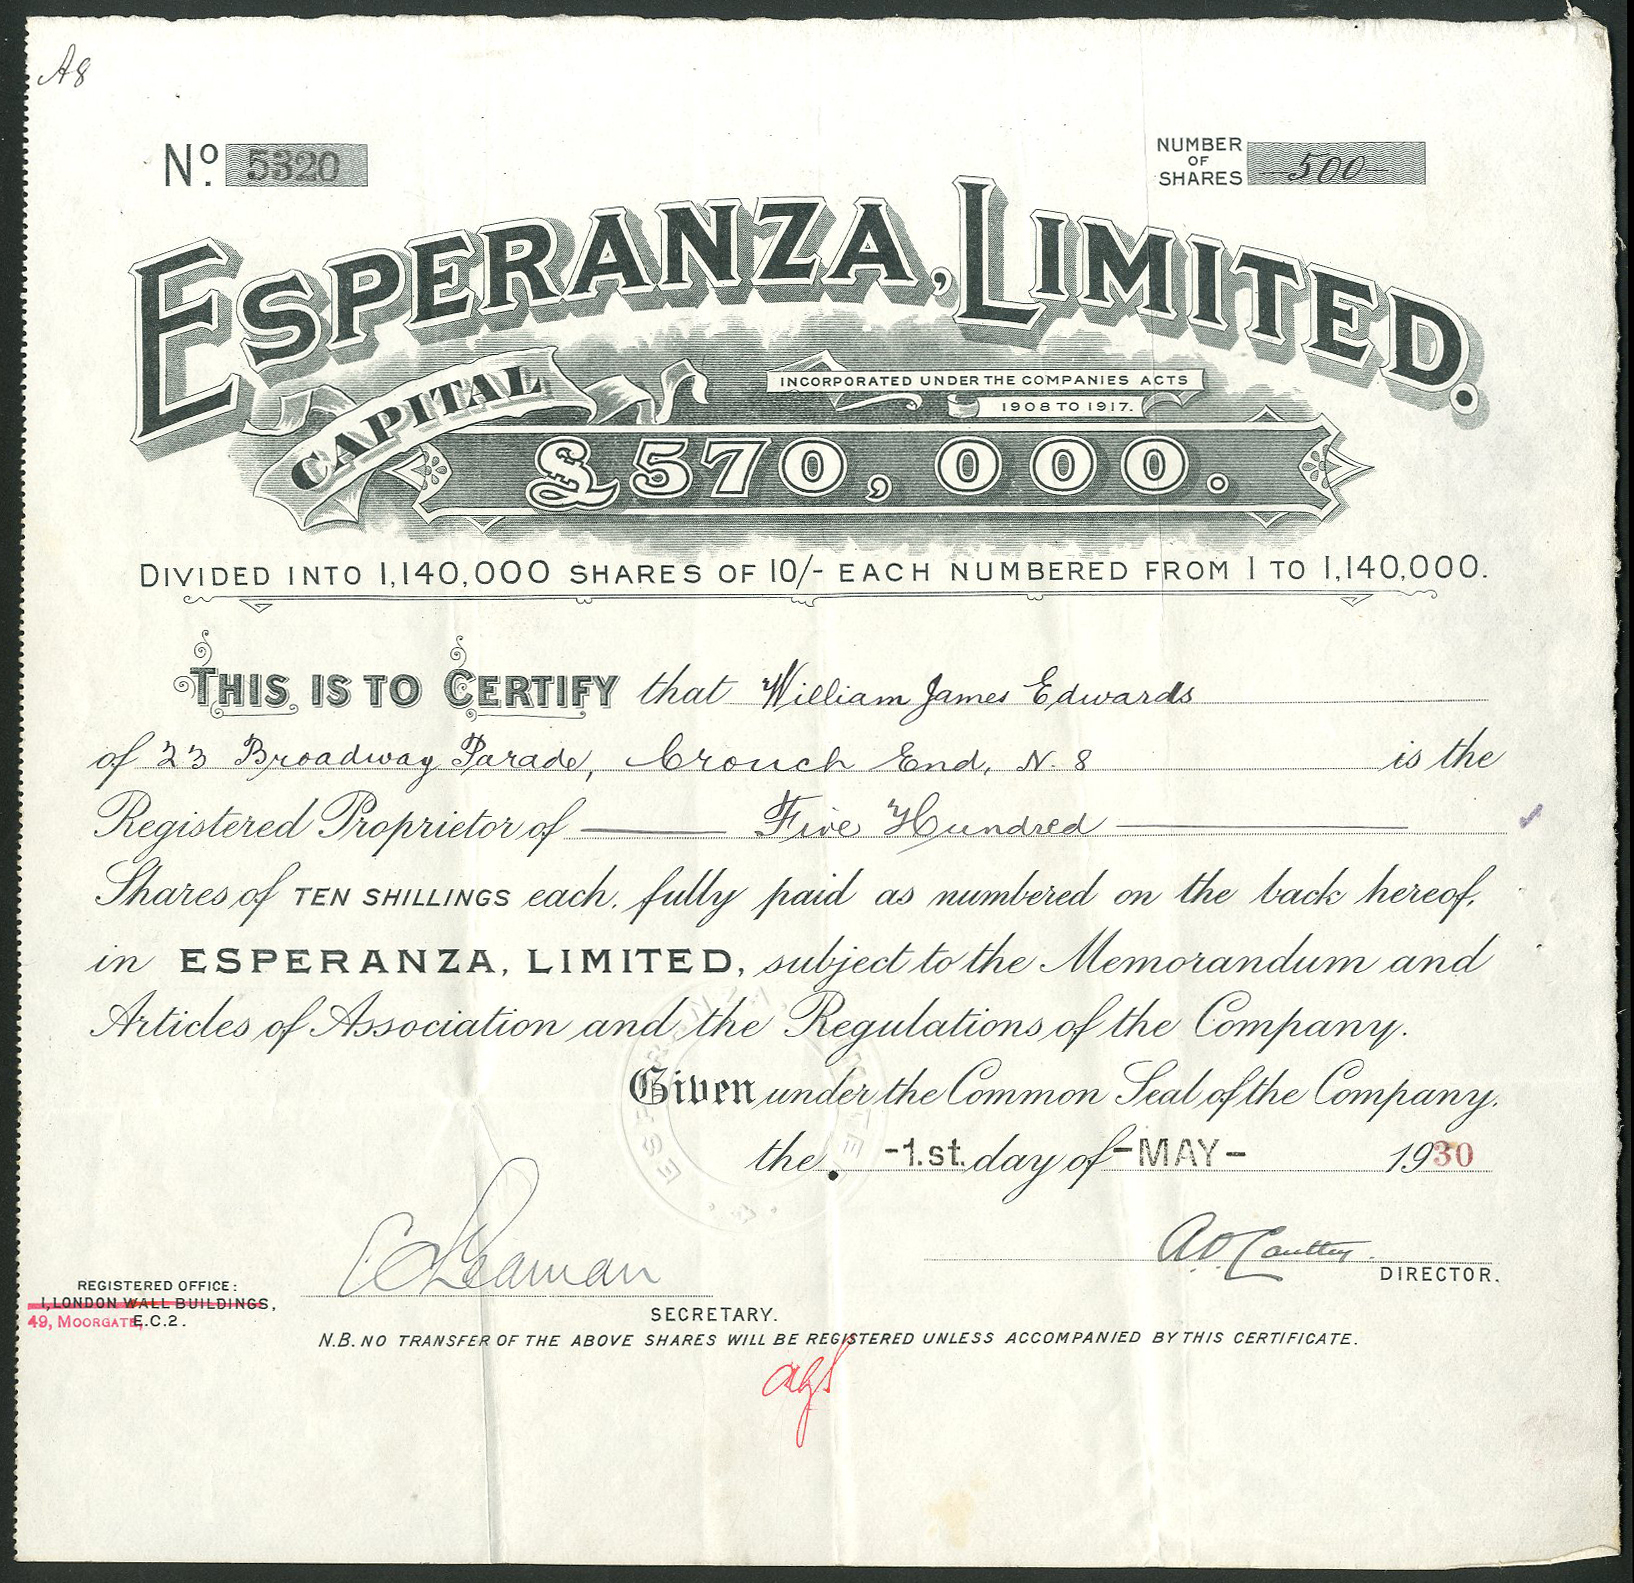 A8
No. 5320
NUMBER OF SHARES 500
ESPERANZA, LIMITED.
CAPITAL
INCORPORATED UNDER THE COMPANIES ACTS
1908 TO 1917.
£570,000.
DIVIDED INTO 1,140,000 SHARES OF 10/- EACH NUMBERED FROM 1 TO 1,140,000.
THIS IS TO CERTIFY that William James Edwards
of 23 Broadway Parade, Crouch End, N. 8 is the
Registered Proprietor of Five Hundred
Shares of TEN SHILLINGS each, fully paid as numbered on the back hereof,
in ESPERANZA, LIMITED, subject to the Memorandum and
Articles of Association and the Regulations of the Company.
Given under the Common Seal of the Company,
the -1.st. day of -MAY- 1930
DIRECTOR.
REGISTERED OFFICE:
1, LONDON WALL BUILDINGS,
49, MOORGATE, E.C.2.
SECRETARY.
N.B. NO TRANSFER OF THE ABOVE SHARES WILL BE REGISTERED UNLESS ACCOMPANIED BY THIS CERTIFICATE.